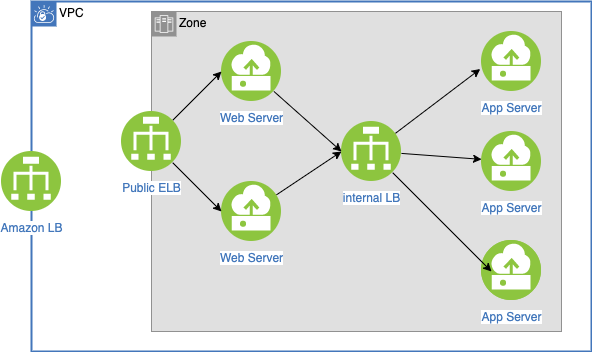 VPC
Zone
Web Server
App Server
Public ELB
internal LB
Amazon LB
App Server
Web Server
App Server